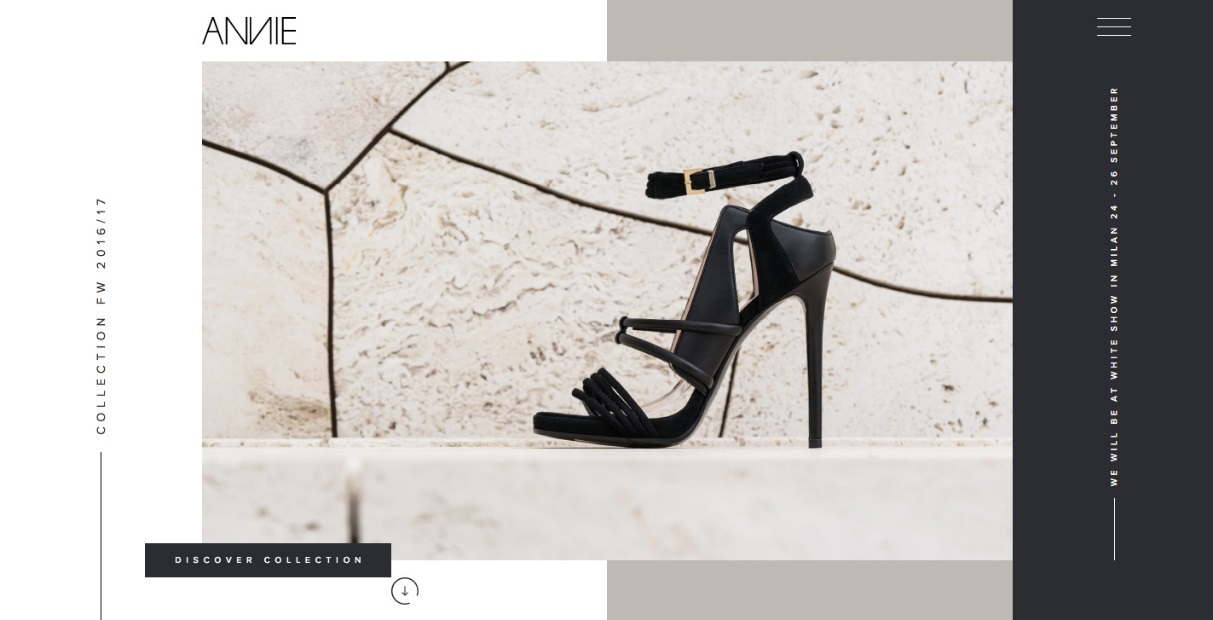 ANNIE
COLLECTION FW 2016/17
WE WILL BE AT WHITE SHOW IN MILAN 24 - 26 SEPTEMBER
DISCOVER COLLECTION